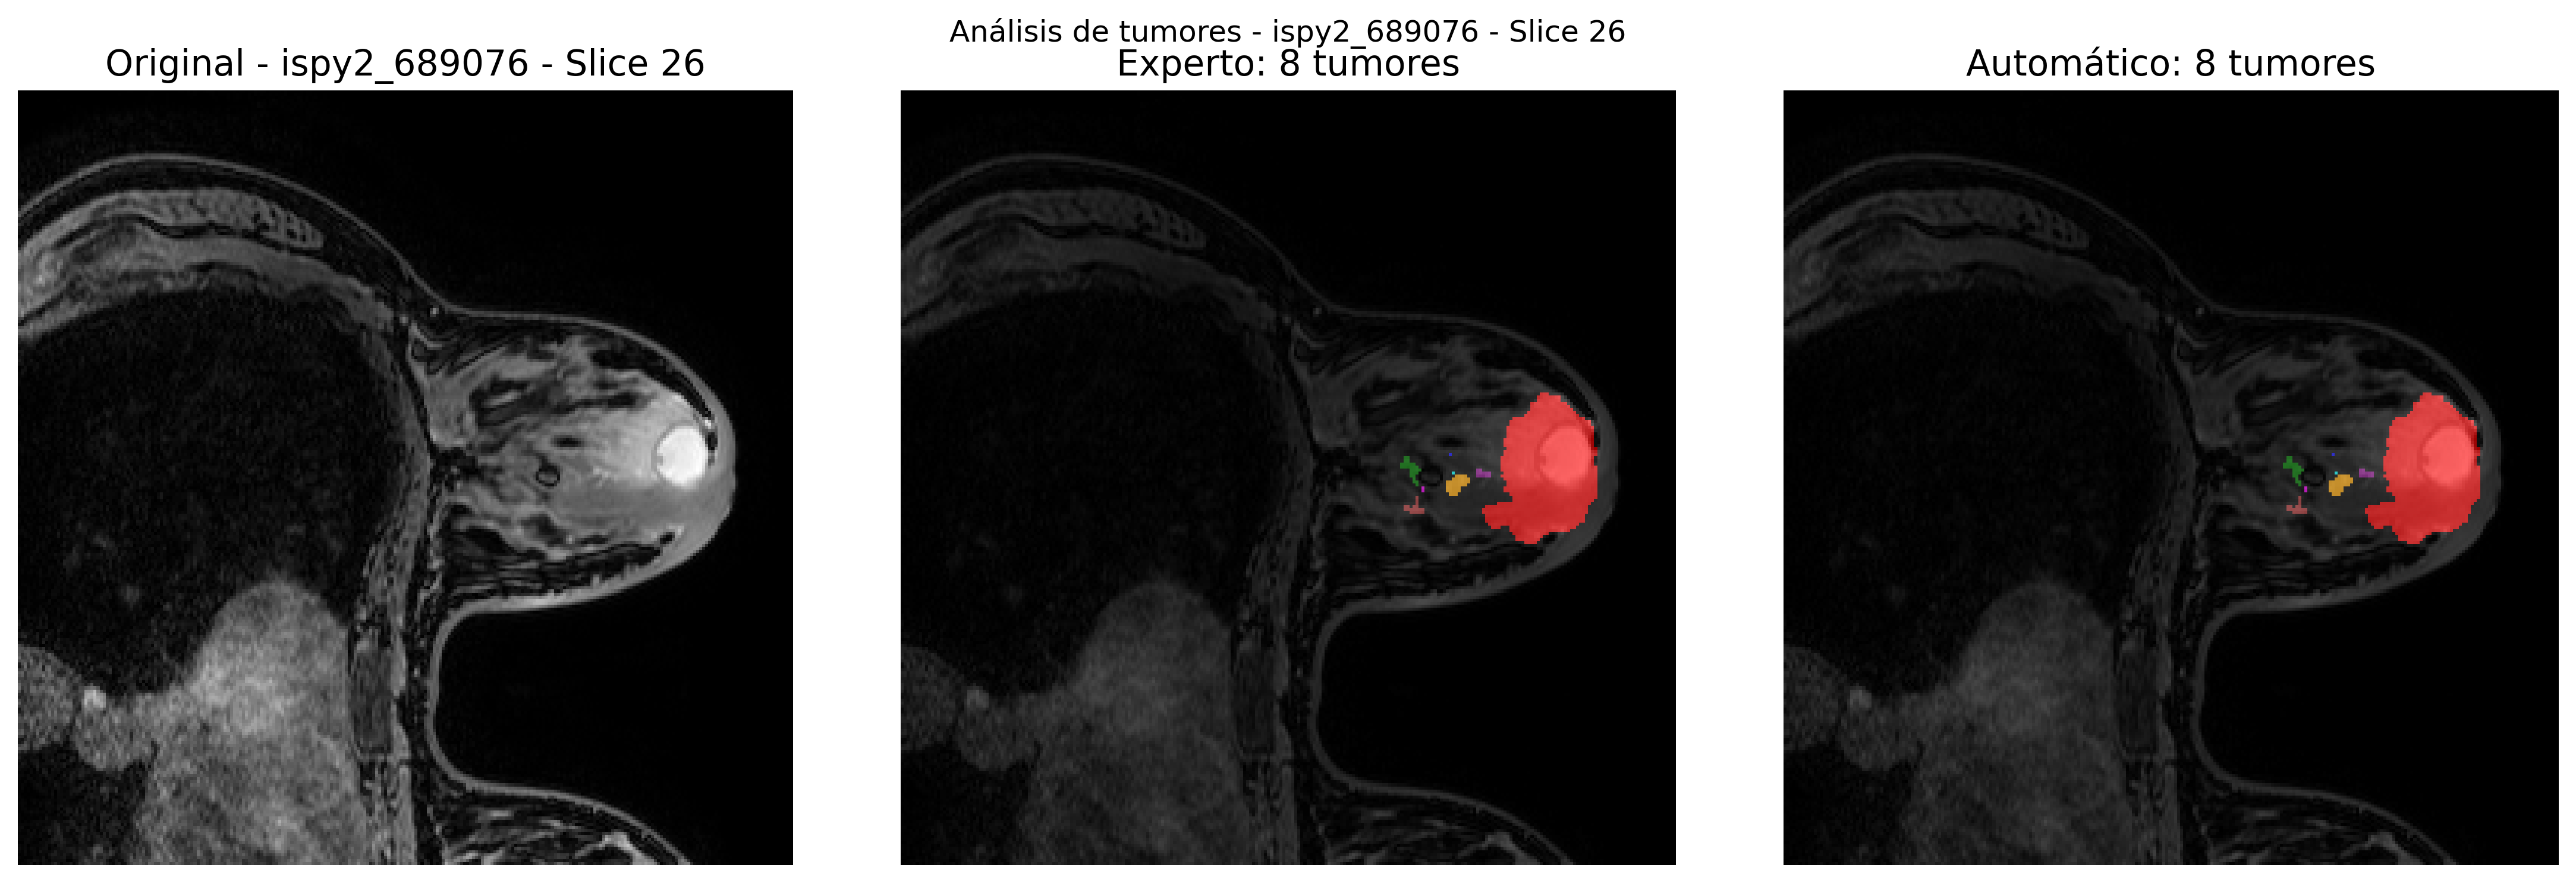 Análisis de tumores - ispy2_689076 - Slice 26
Original - ispy2_689076 - Slice 26
Experto: 8 tumores
Automático: 8 tumores